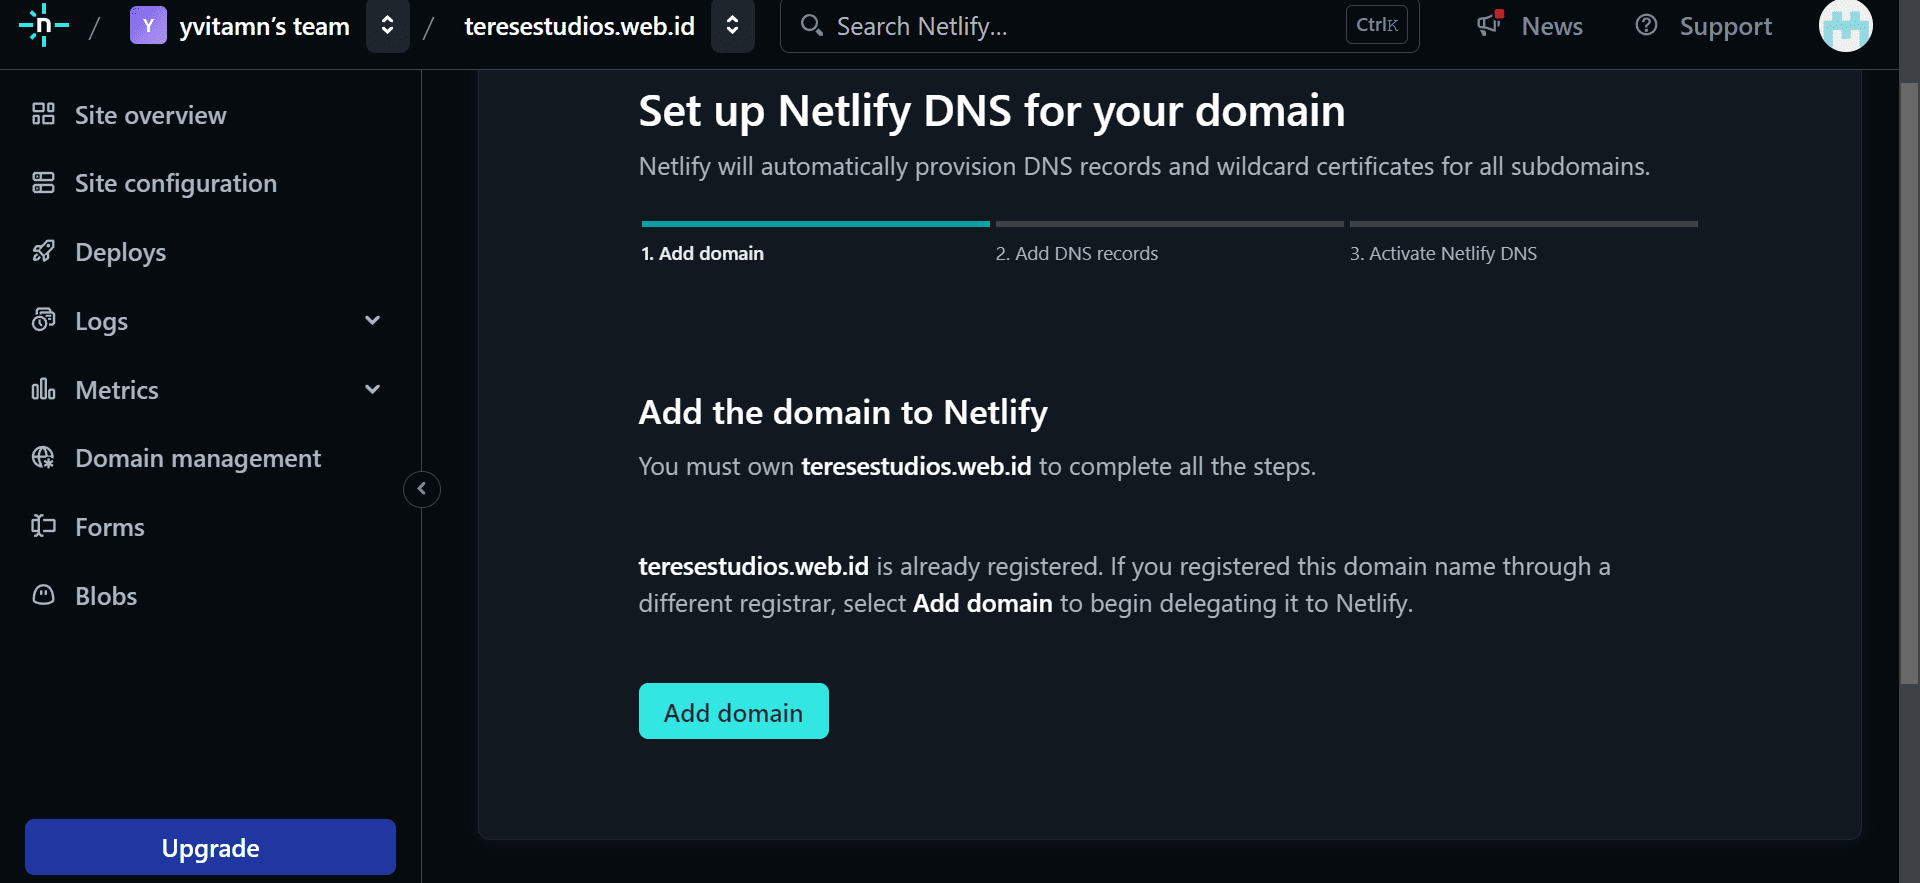 n / Y yvitamn's team / teresestudios.web.id Search Netlify... CtrlK News Support
Site overview
Site configuration
Deploys
Logs
Metrics
Domain management
Forms
Blobs
Upgrade
Set up Netlify DNS for your domain
Netlify will automatically provision DNS records and wildcard certificates for all subdomains.
1. Add domain 2. Add DNS records 3. Activate Netlify DNS
Add the domain to Netlify
You must own teresestudios.web.id to complete all the steps.
teresestudios.web.id is already registered. If you registered this domain name through a
different registrar, select Add domain to begin delegating it to Netlify.
Add domain